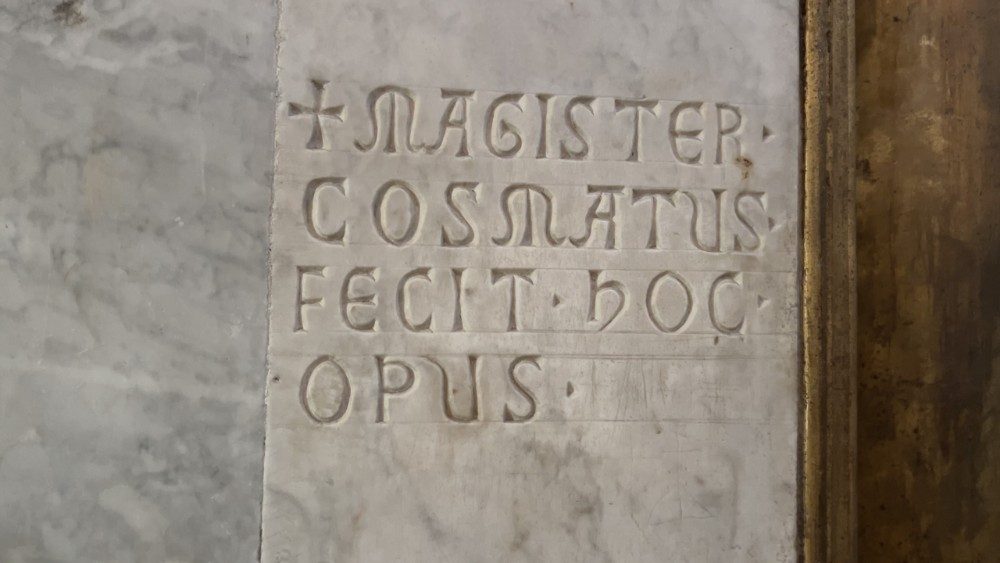 ✝ MAGISTER·
COSMATUS·
FECIT·HOC·
OPUS·